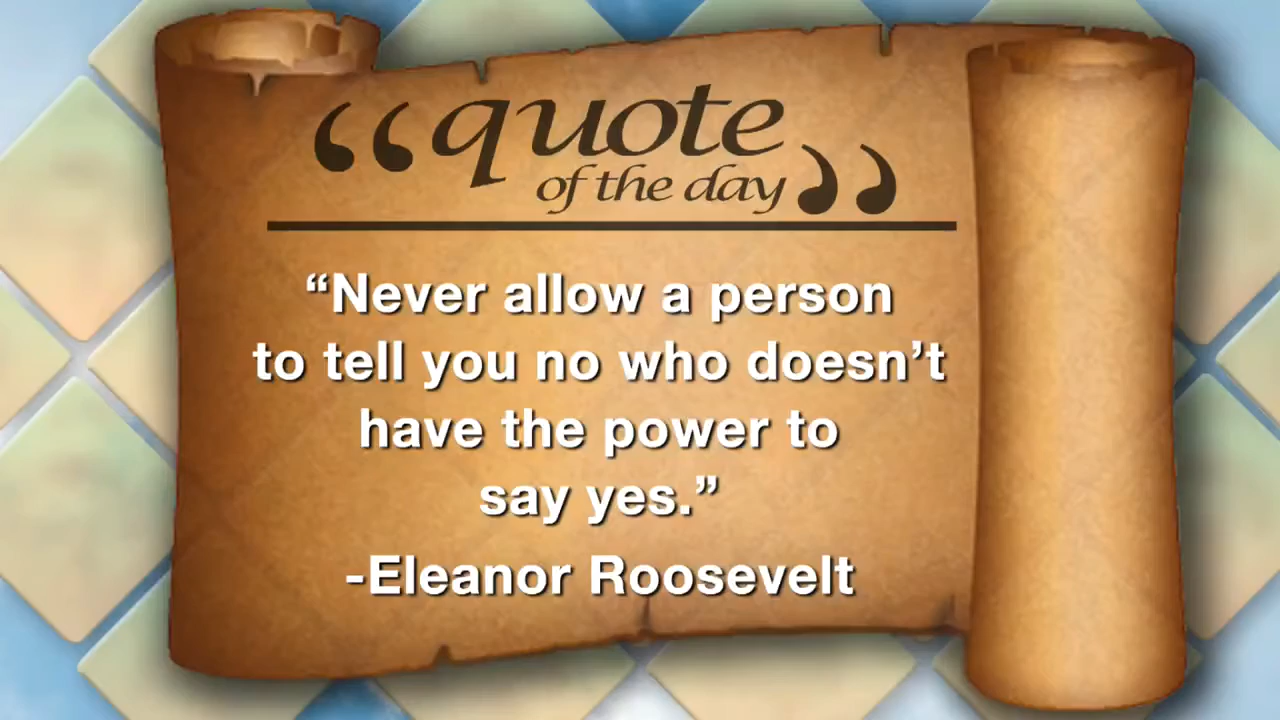 “quote
of the day”
“Never allow a person
to tell you no who doesn’t
have the power to
say yes.”
-Eleanor Roosevelt